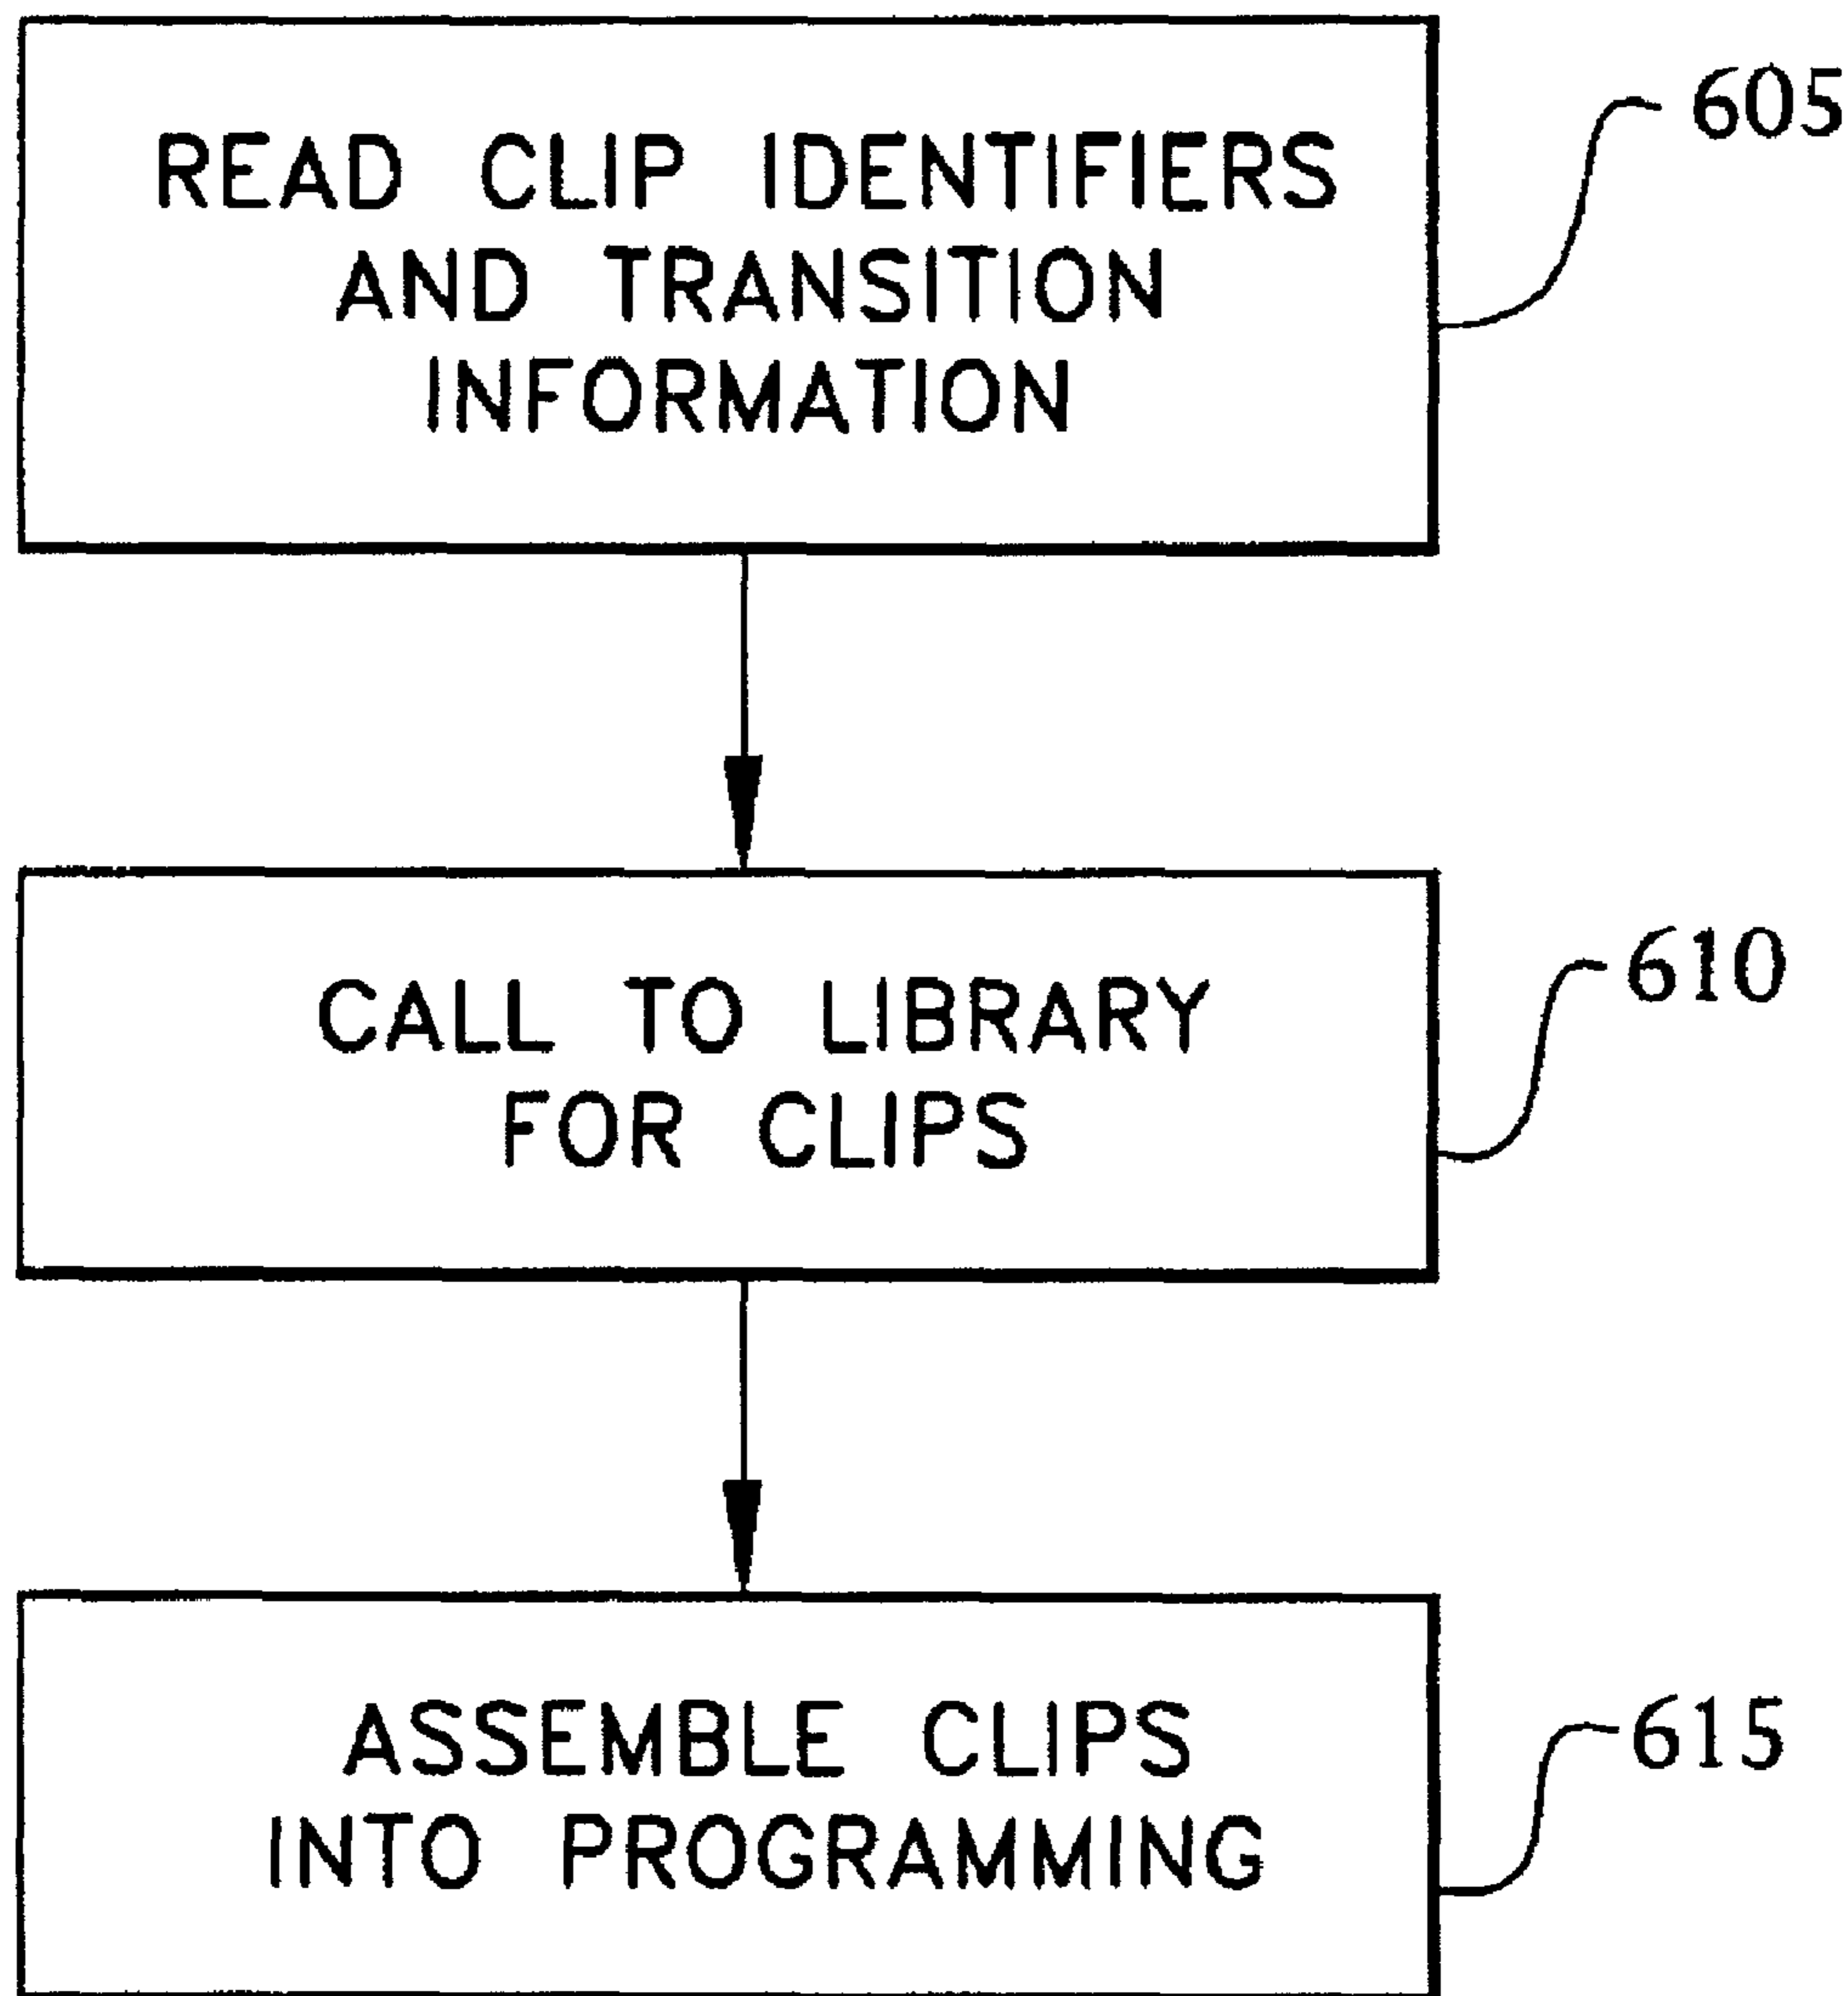 READ CLIP IDENTIFIERS
AND TRANSITION
INFORMATION
605
CALL TO LIBRARY
FOR CLIPS
610
ASSEMBLE CLIPS
INTO PROGRAMMING
615